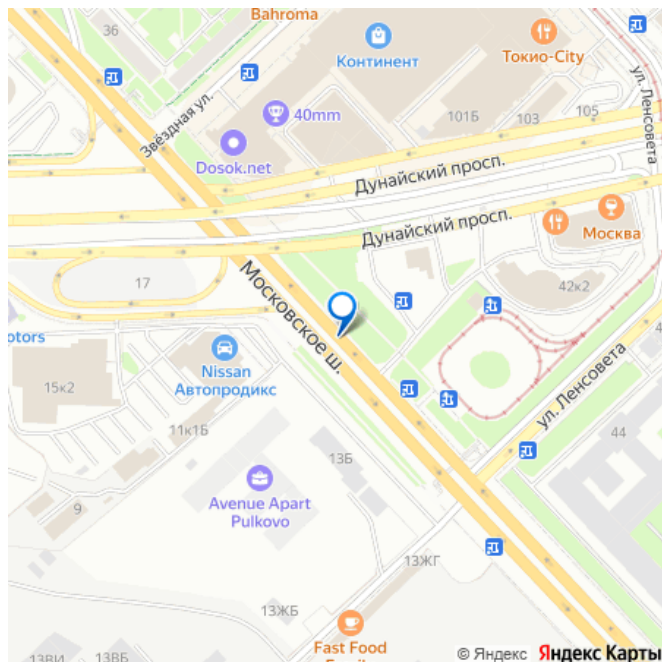 Bahroma
36
Континент
Токио-City
Звёздная ул.
40mm
101Б
103
105
ул. Ленсовета
Dosok.net
Дунайский просп.
Дунайский просп.
Москва
17
42к2
Московское ш.
otors
Nissan
Автопродикс
15к2
ул. Ленсовета
11к1Б
13Б
44
Avenue Apart
Pulkovo
9
13ЖГ
13ЖБ
Fast Food
13ВИ
13ВБ
© Яндекс Яндекс Карты